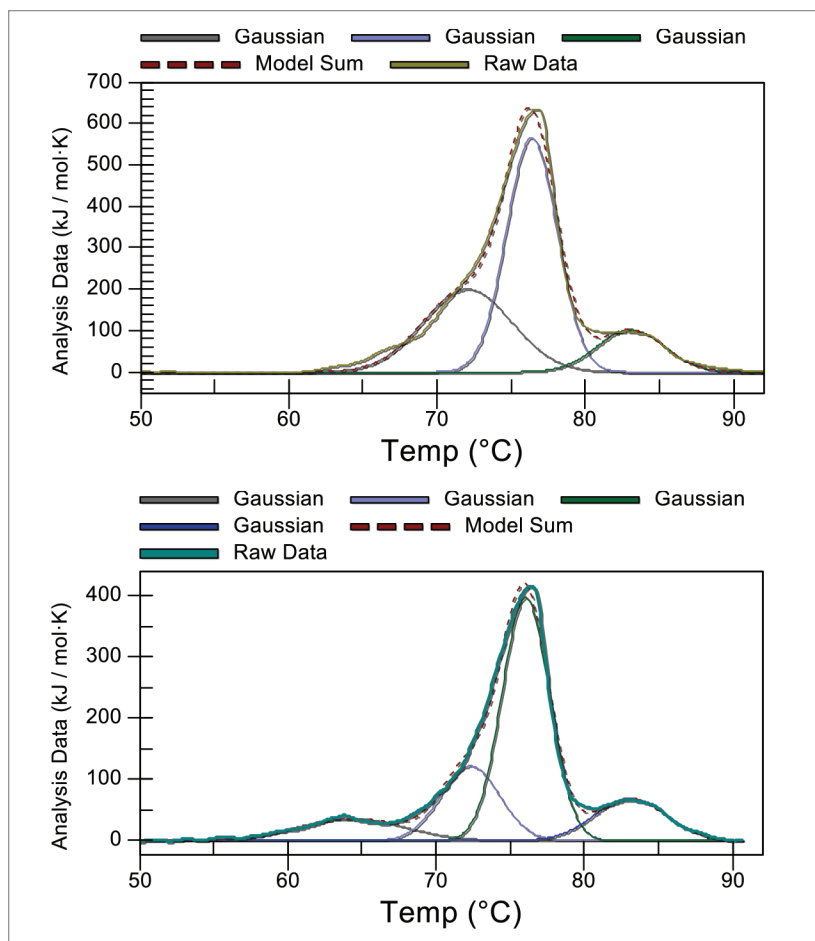 Gaussian Gaussian Gaussian
Model Sum Raw Data
Analysis Data (kJ / mol·K)
700
600
500
400
300
200
100
0
50 60 70 80 90
Temp (°C)
Gaussian Gaussian Gaussian
Gaussian Model Sum
Raw Data
Analysis Data (kJ / mol·K)
400
300
200
100
0
50 60 70 80 90
Temp (°C)